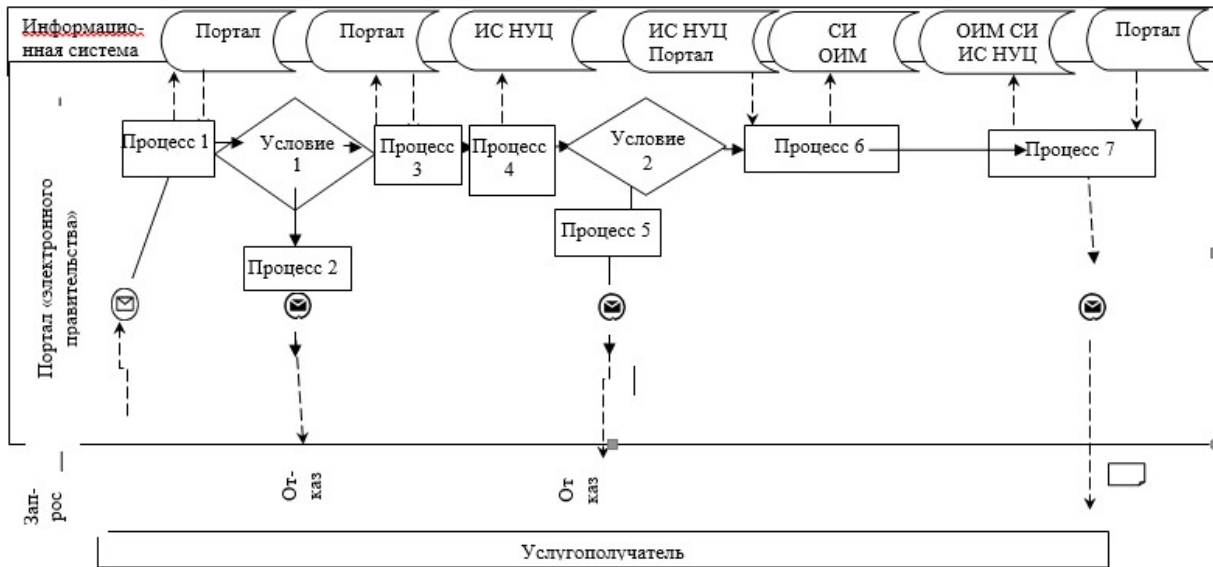 Информацио-
нная система
Портал
Портал
ИС НУЦ
ИС НУЦ
Портал
СИ
ОИМ
ОИМ СИ
ИС НУЦ
Портал
Портал «электронного
правительства»
Процесс 1
Условие
1
Процесс
3
Процесс
4
Условие
2
Процесс 6
Процесс 7
Процесс 2
Процесс 5
Зап-
рос
От-
каз
От
каз
Услугополучатель